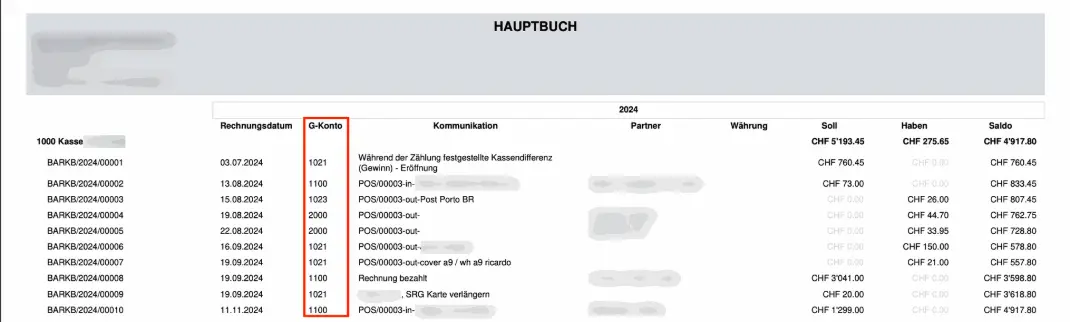 HAUPTBUCH
2024
Rechnungsdatum G-Konto Kommunikation Partner Währung Soll Haben Saldo
1000 Kasse CHF 5'193.45 CHF 275.65 CHF 4'917.80
BARKB/2024/00001 03.07.2024 1021 Während der Zählung festgestellte Kassendifferenz (Gewinn) - Eröffnung CHF 760.45 CHF 0.00 CHF 760.45
BARKB/2024/00002 13.08.2024 1100 POS/00003-in- CHF 73.00 CHF 0.00 CHF 833.45
BARKB/2024/00003 15.08.2024 1023 POS/00003-out-Post Porto BR CHF 0.00 CHF 26.00 CHF 807.45
BARKB/2024/00004 19.08.2024 2000 POS/00003-out- CHF 0.00 CHF 44.70 CHF 762.75
BARKB/2024/00005 22.08.2024 2000 POS/00003-out- CHF 0.00 CHF 33.95 CHF 728.80
BARKB/2024/00006 16.09.2024 1021 POS/00003-out- CHF 0.00 CHF 150.00 CHF 578.80
BARKB/2024/00007 19.09.2024 1021 POS/00003-out-cover a9 / wh a9 ricardo CHF 0.00 CHF 21.00 CHF 557.80
BARKB/2024/00008 19.09.2024 1100 Rechnung bezahlt CHF 3'041.00 CHF 0.00 CHF 3'598.80
BARKB/2024/00009 19.09.2024 1021 , SRG Karte verlängern CHF 20.00 CHF 0.00 CHF 3'618.80
BARKB/2024/00010 11.11.2024 1100 POS/00003-in- CHF 1'299.00 CHF 0.00 CHF 4'917.80